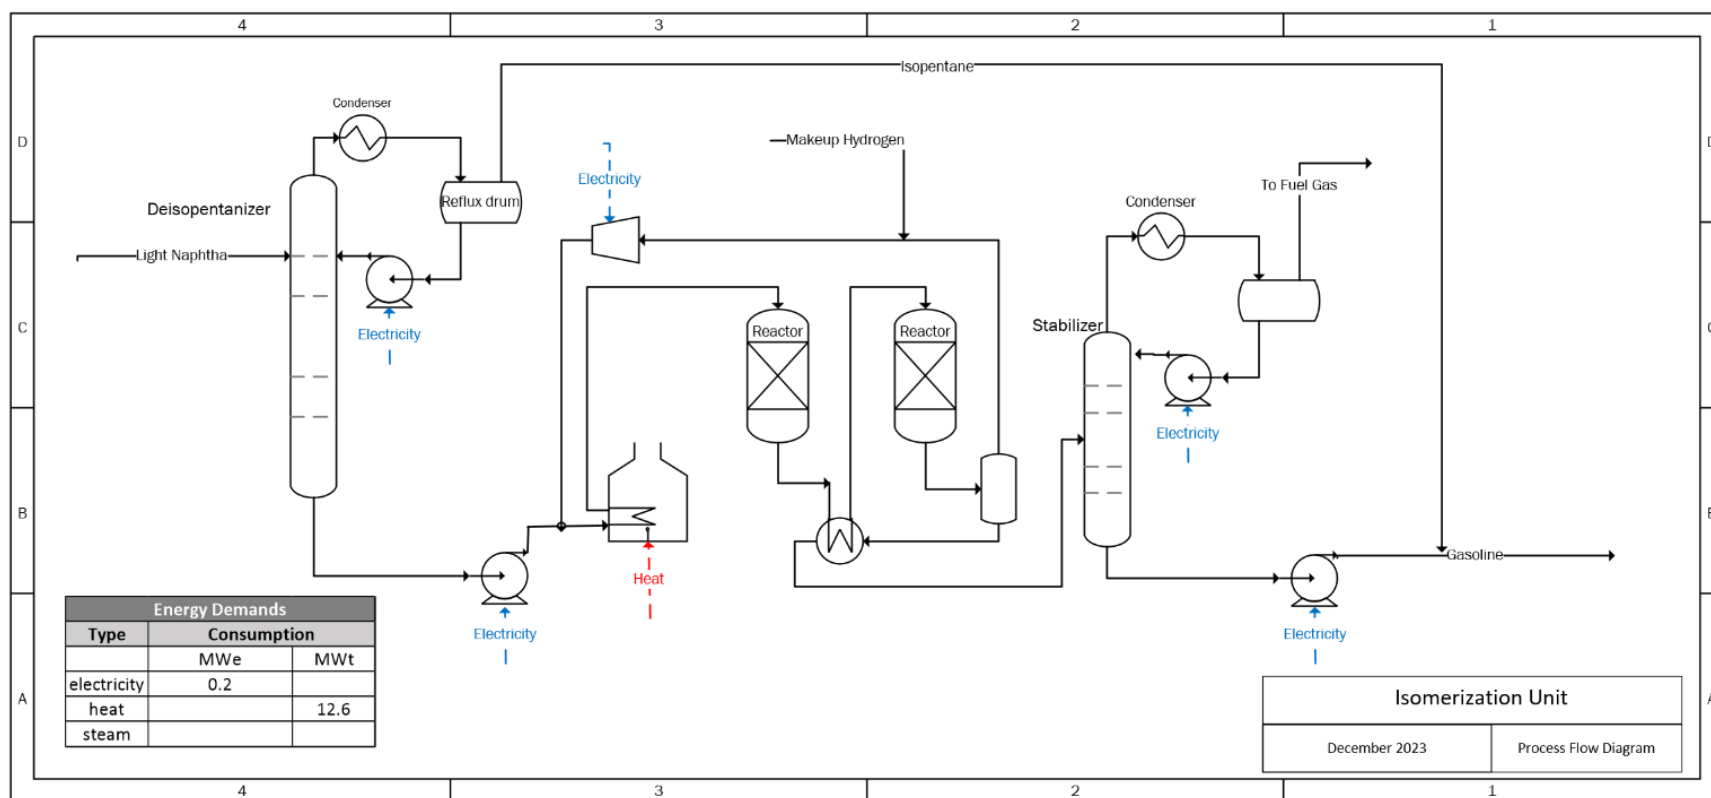 4 3 2 1
Isopentane
Condenser
D
Makeup Hydrogen
D
Electricity
To Fuel Gas
Reflux drum
Condenser
Deisopentanizer
Light Naphtha
C
Electricity
Reactor
Reactor
Stabilizer
C
Electricity
B
B
Gasoline
Heat
Energy Demands
Type Consumption
MWe MWt
electricity 0.2
heat 12.6
steam
Electricity
Electricity
A
Isomerization Unit
A
December 2023 Process Flow Diagram
4 3 2 1